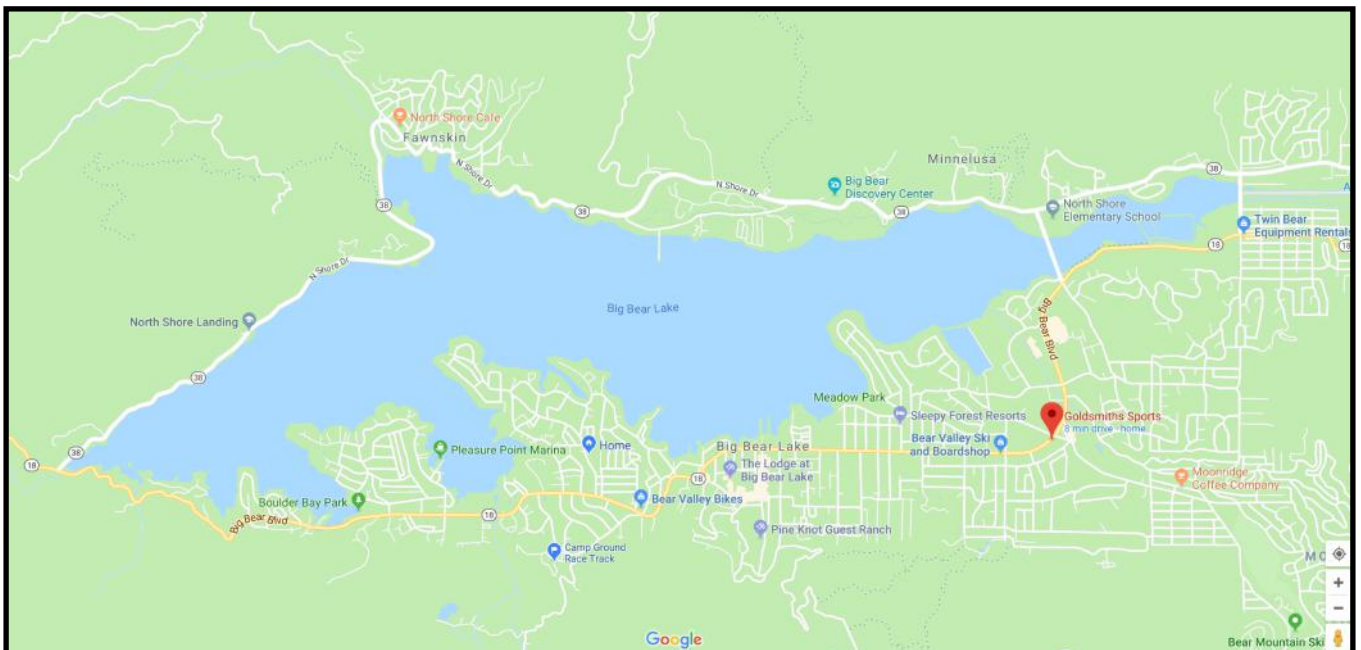 North Shore Cafe
Fawnskin
N Shore Dr
Minnelusa
38
N Shore Dr
Big Bear
Discovery Center
38
38
North Shore
Elementary School
A
Twin Bear
Equipment Rentals
38
38
18
18
N Shore Dr
Big Bear Lake
Big Bear Blvd
North Shore Landing
38
Meadow Park
Sleepy Forest Resorts
Goldsmiths Sports
8 min drive - home
Bear Valley Ski
and Boardshop
Pleasure Point Marina
Home
Big Bear Lake
38
18
The Lodge at
Big Bear Lake
18
Moonridge
Coffee Company
Bear Valley Bikes
Boulder Bay Park
Big Bear Blvd
18
Pine Knot Guest Ranch
Camp Ground
Race Track
MO
Google
Bear Mountain Ski